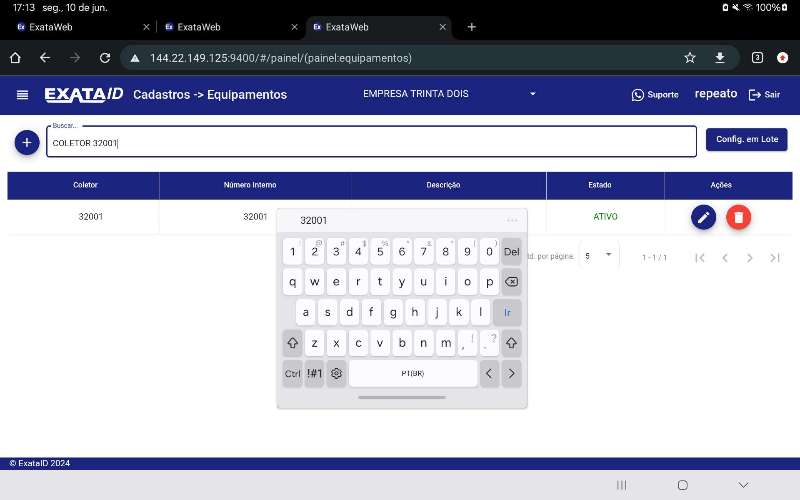 17:13 seg., 10 de jun. 100%
ExataWeb ExataWeb ExataWeb
144.22.149.125:9400/#/painel/(painel:equipamentos)
3
EXATAID Cadastros -> Equipamentos EMPRESA TRINTA DOIS Suporte repeato Sair
Buscar...
COLETOR 32001
Config. em Lote
Coletor Número Interno Descrição Estado Ações
32001 32001 ATIVO
32001 ...
1 2 3 4 5 6 7 8 9 0 Del
q w e r t y u i o p
a s d f g h j k l Ir
z x c v b n m , ! . ?
Ctrl !#1 PT(BR)
td. por página: 5 1 - 1 / 1
© ExataID 2024